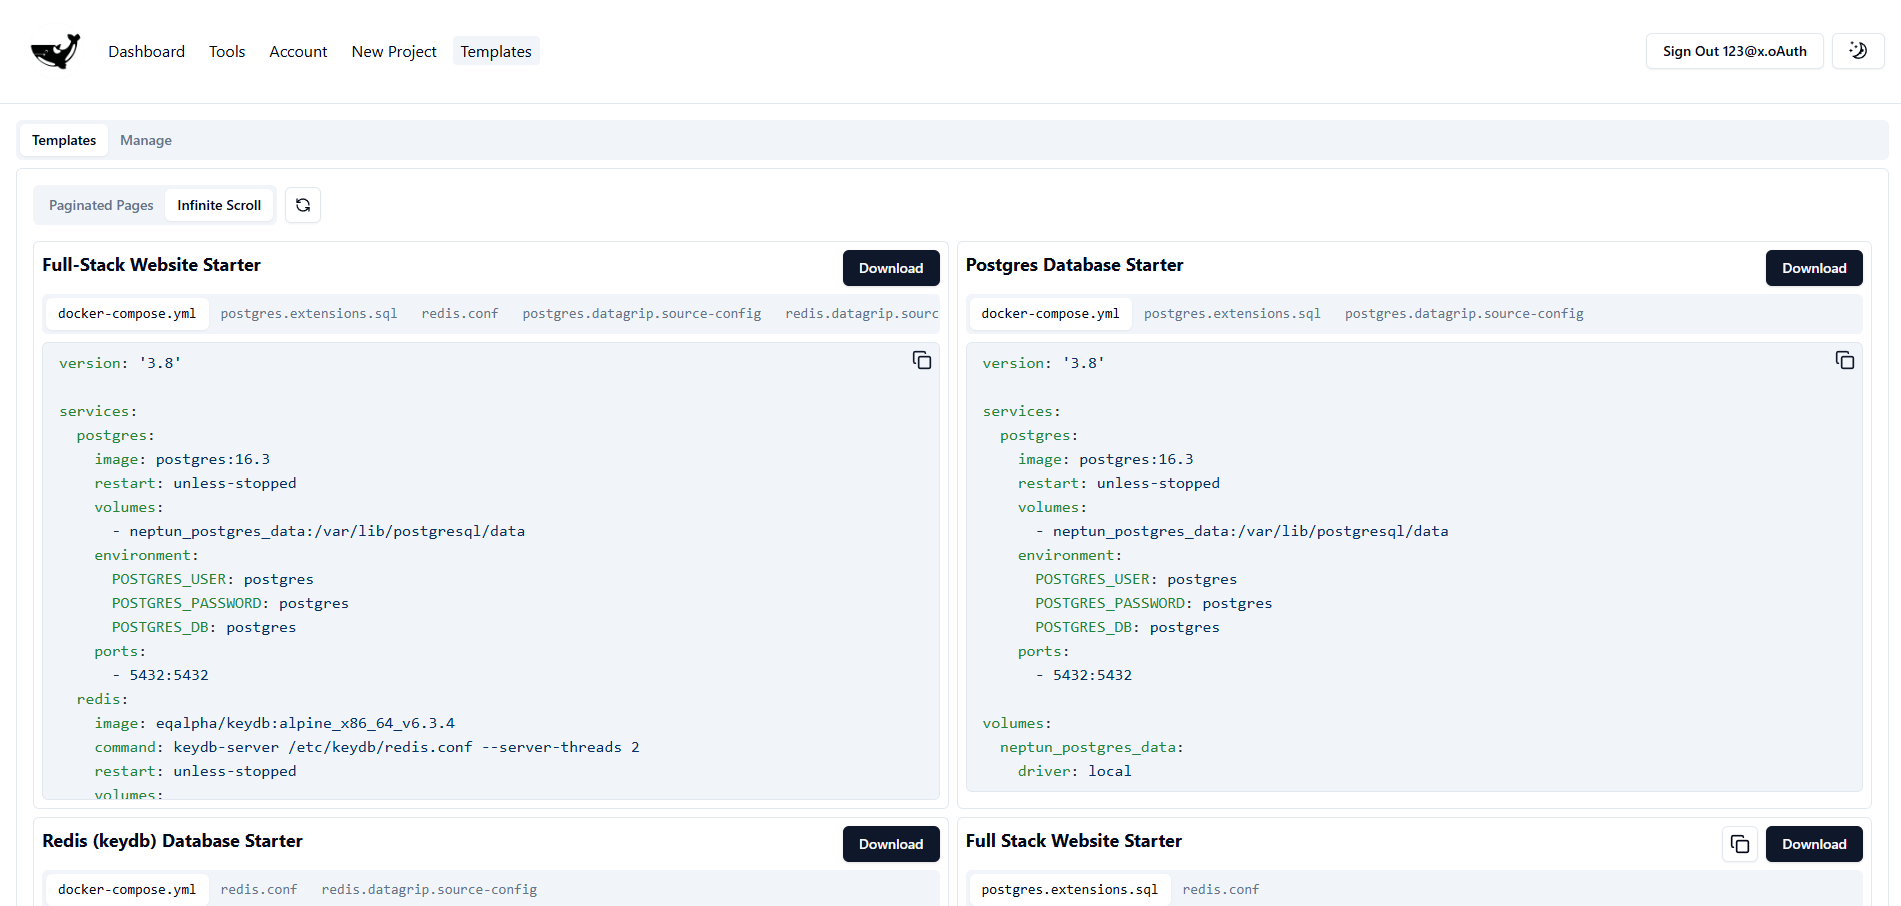 Dashboard Tools Account New Project Templates Sign Out 123@x.oAuth
Templates Manage
Paginated Pages Infinite Scroll
Full-Stack Website Starter Download
docker-compose.yml postgres.extensions.sql redis.conf postgres.datagrip.source-config redis.datagrip.sourc
version: '3.8'
services:
postgres:
image: postgres:16.3
restart: unless-stopped
volumes:
- neptun_postgres_data:/var/lib/postgresql/data
environment:
POSTGRES_USER: postgres
POSTGRES_PASSWORD: postgres
POSTGRES_DB: postgres
ports:
- 5432:5432
redis:
image: eqalpha/keydb:alpine_x86_64_v6.3.4
command: keydb-server /etc/keydb/redis.conf --server-threads 2
restart: unless-stopped
volumes:
Postgres Database Starter Download
docker-compose.yml postgres.extensions.sql postgres.datagrip.source-config
version: '3.8'
services:
postgres:
image: postgres:16.3
restart: unless-stopped
volumes:
- neptun_postgres_data:/var/lib/postgresql/data
environment:
POSTGRES_USER: postgres
POSTGRES_PASSWORD: postgres
POSTGRES_DB: postgres
ports:
- 5432:5432
volumes:
neptun_postgres_data:
driver: local
Redis (keydb) Database Starter Download
docker-compose.yml redis.conf redis.datagrip.source-config
Full Stack Website Starter Download
postgres.extensions.sql redis.conf